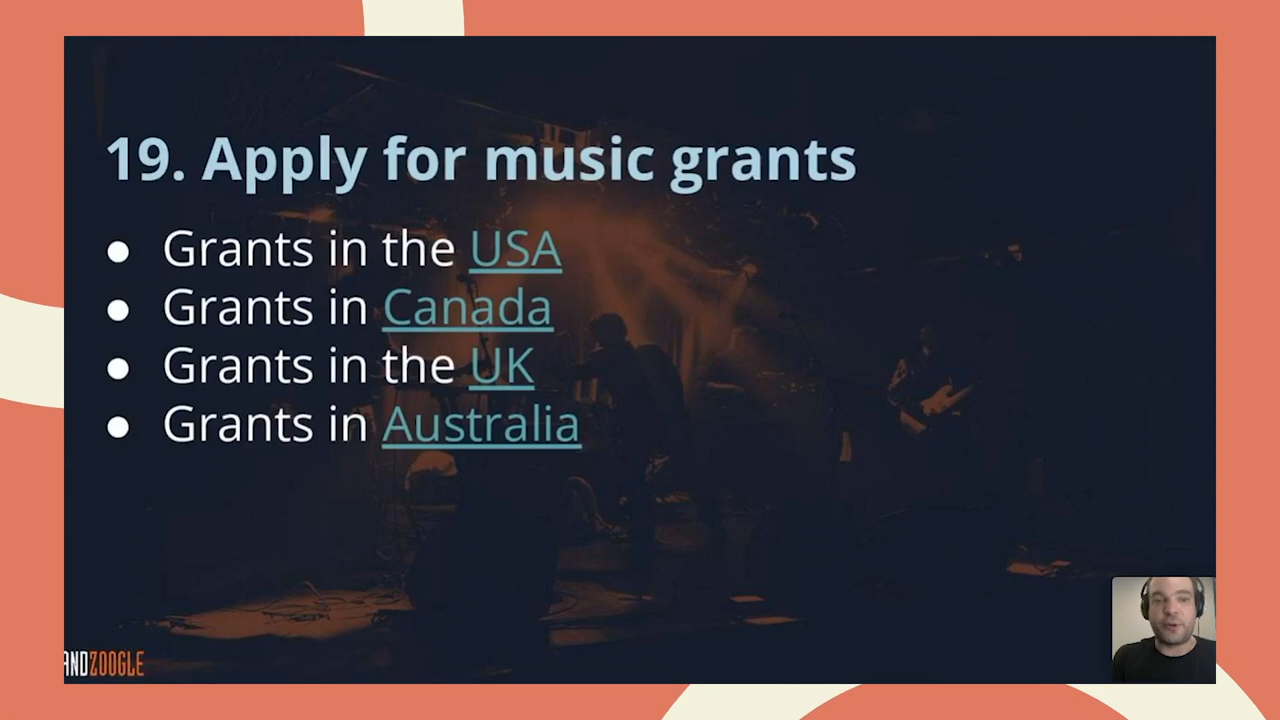 19. Apply for music grants
● Grants in the USA
● Grants in Canada
● Grants in the UK
● Grants in Australia
ANDZOOGLE